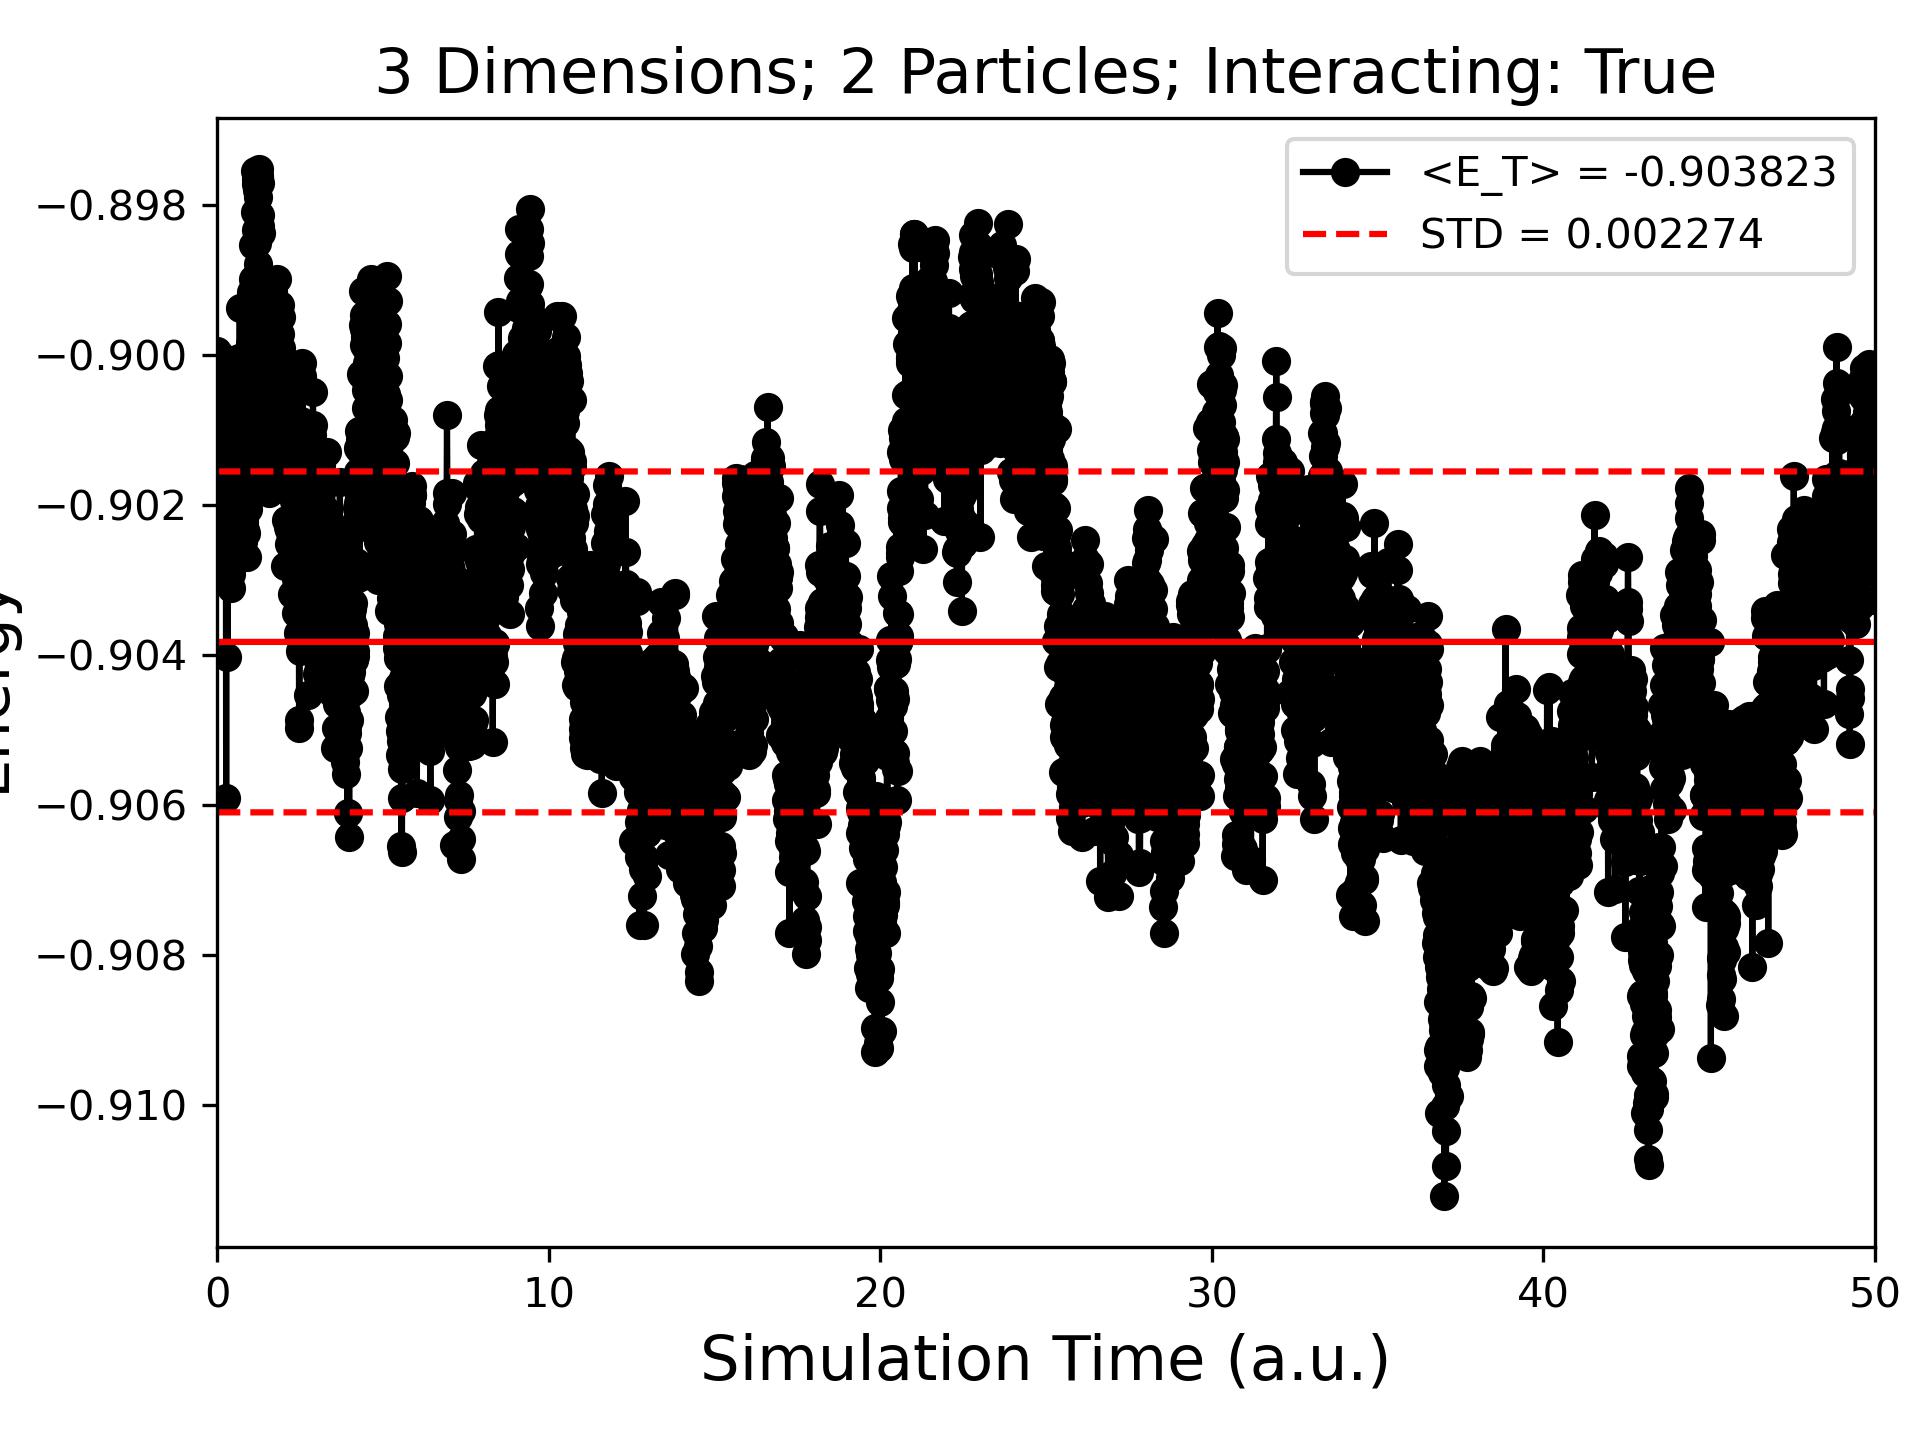 3 Dimensions; 2 Particles; Interacting: True
<E_T> = -0.903823
STD = 0.002274
−0.898
−0.900
−0.902
−0.904
−0.906
−0.908
−0.910
0 10 20 30 40 50
Simulation Time (a.u.)